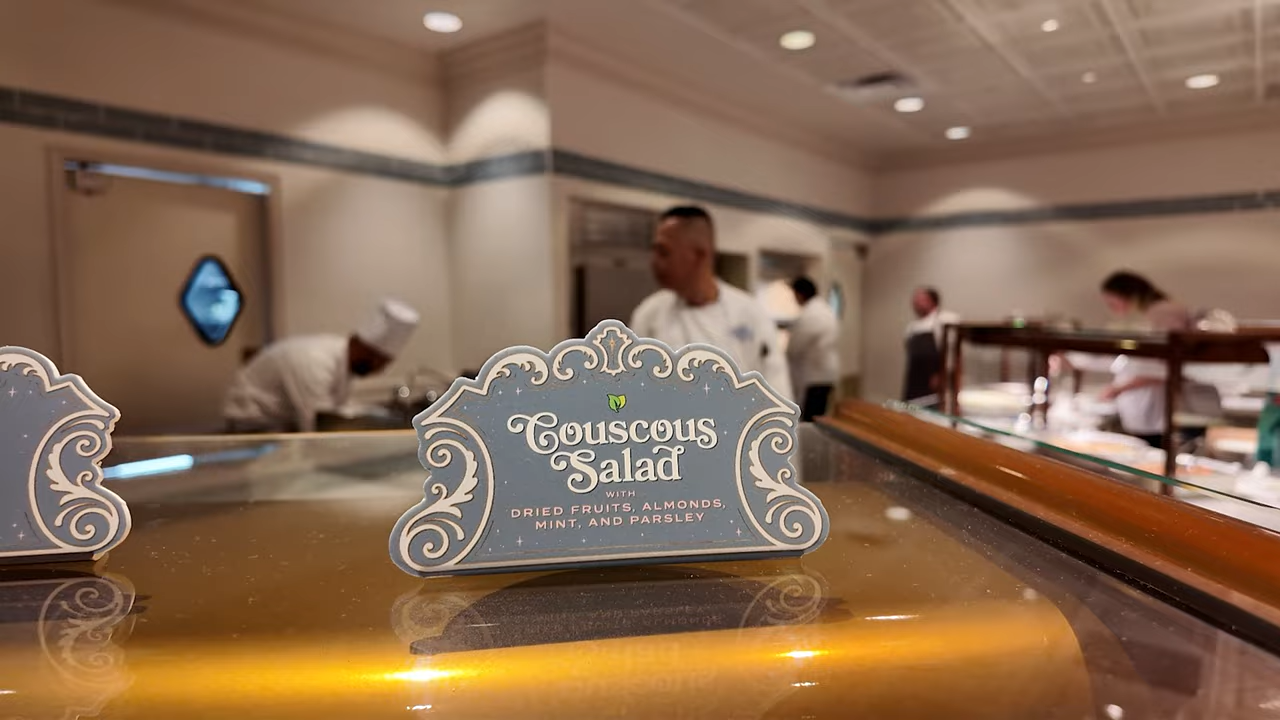 Couscous
Salad
WITH
DRIED FRUITS, ALMONDS,
MINT, AND PARSLEY